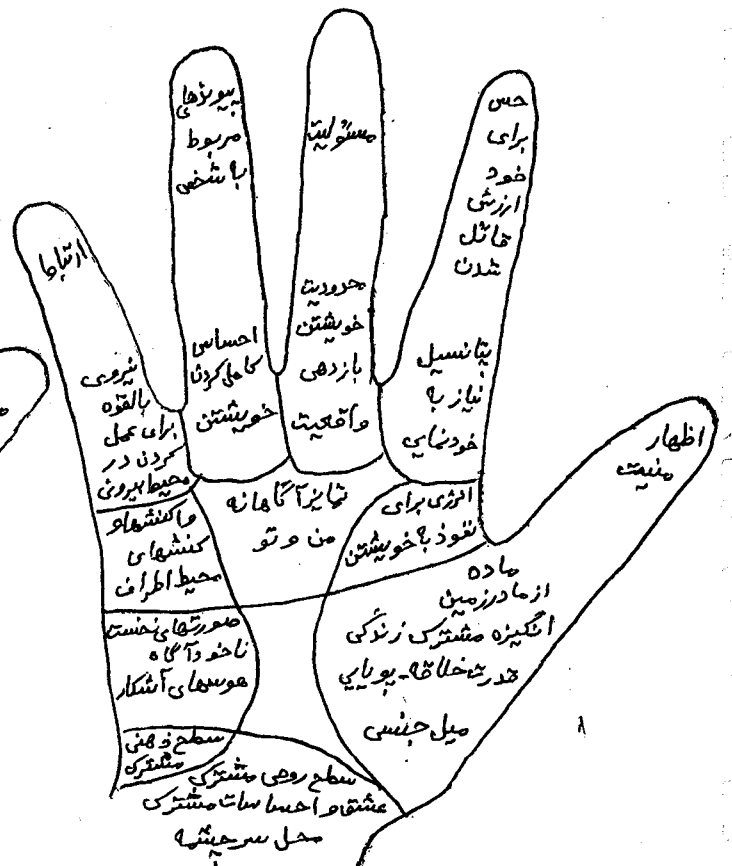 پیوندهای
مربوط
با شخص
مسئولیت
حس
برای
خود
ارزش
قائل
شدن
ارتباط
احساس
کامل کردن
خویشتن
محدودیت
خویشتن
بازدهی
واقعیت
پتانسیل
نیاز به
خودنمایی
نیروی
بالقوه
برای عمل
کردن در
محیط بیرونی
اظهار
منیت
تمایز آگاهانه
من و تو
انرژی برای
نفوذ با خویشتن
واکنشها و
کنشهای
محیط اطراف
ماده
از مادر زمین
انگیزه مشترک زندگی
قدرت خلاقه - پویایی
میل جنسی
صورتهای نخست
ناخودآگاه
هوسهای آشکار
سطح ذهنی
مشترک
سطح روحی مشترک
عشق و احساسات مشترک
محل سرچشمه